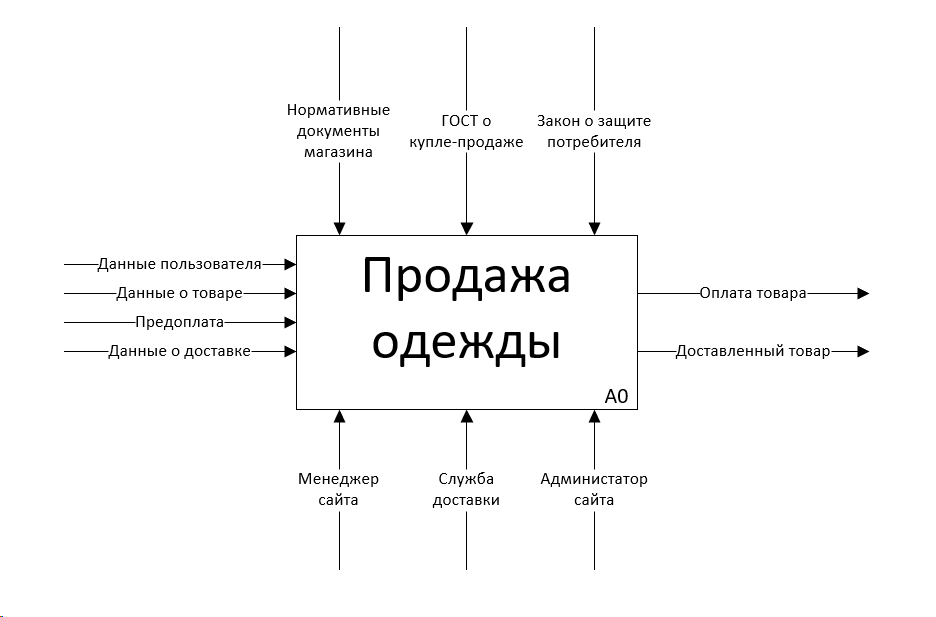 Нормативные
документы
магазина
ГОСТ о
купле-продаже
Закон о защите
потребителя
Данные пользователя
Данные о товаре
Предоплата
Данные о доставке
Продажа
одежды
A0
Оплата товара
Доставленный товар
Менеджер
сайта
Служба
доставки
Администатор
сайта